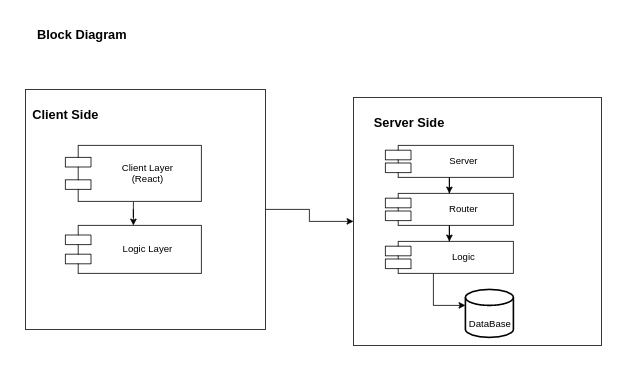 Block Diagram
Client Side
Client Layer
(React)
Logic Layer
Server Side
Server
Router
Logic
DataBase